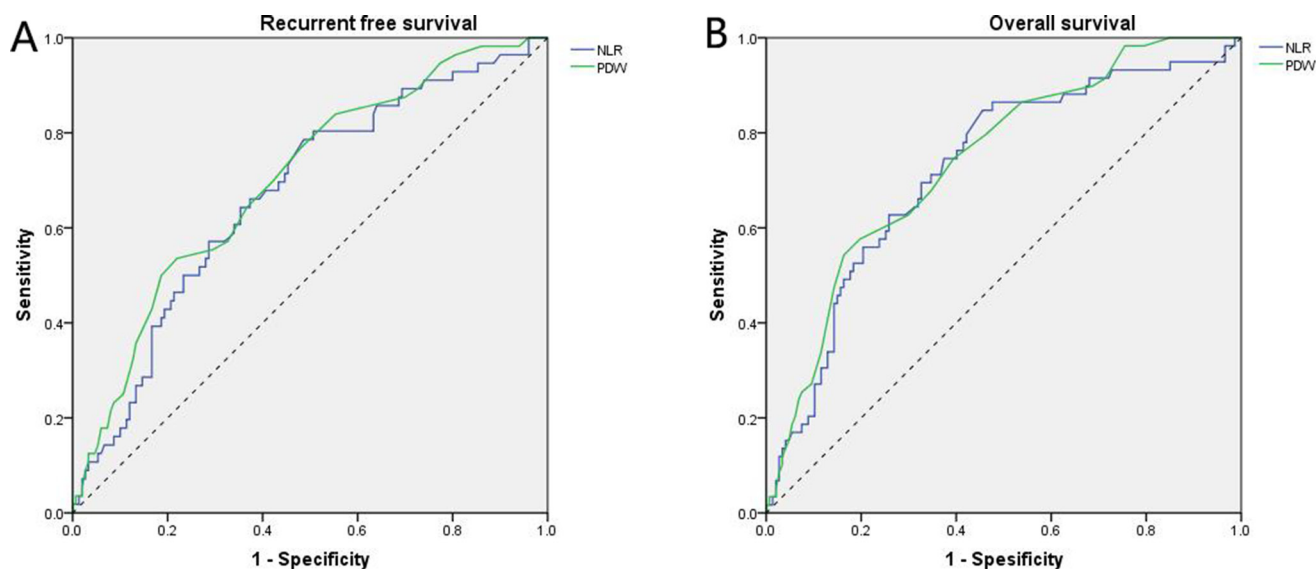 A
Recurrent free survival
NLR
PDW
1.0
0.8
0.6
0.4
0.2
0.0
Sensitivity
0.0 0.2 0.4 0.6 0.8 1.0
1 - Specificity
B
Overall survival
NLR
PDW
1.0
0.8
0.6
0.4
0.2
0.0
Sensitivity
0.0 0.2 0.4 0.6 0.8 1.0
1 - Spesificity